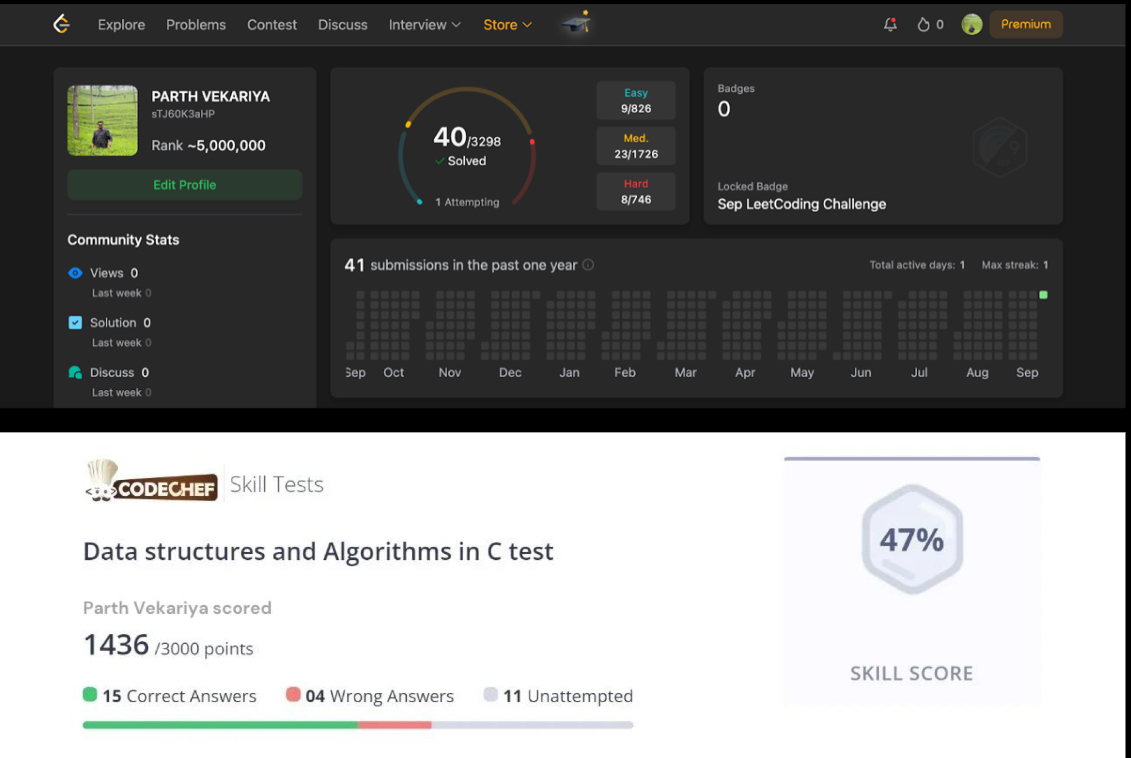 Explore Problems Contest Discuss Interview Store 0 Premium
PARTH VEKARIYA
sTJ60K3aHP
Rank ~5,000,000
Edit Profile
Community Stats
Views 0
Last week 0
Solution 0
Last week 0
Discuss 0
Last week 0
40/3298
Solved
1 Attempting
Easy
9/826
Med.
23/1726
Hard
8/746
Badges
0
Locked Badge
Sep LeetCoding Challenge
41 submissions in the past one year
Total active days: 1 Max streak: 1
Sep Oct Nov Dec Jan Feb Mar Apr May Jun Jul Aug Sep
CODECHEF Skill Tests
Data structures and Algorithms in C test
Parth Vekariya scored
1436 /3000 points
15 Correct Answers 04 Wrong Answers 11 Unattempted
47%
SKILL SCORE